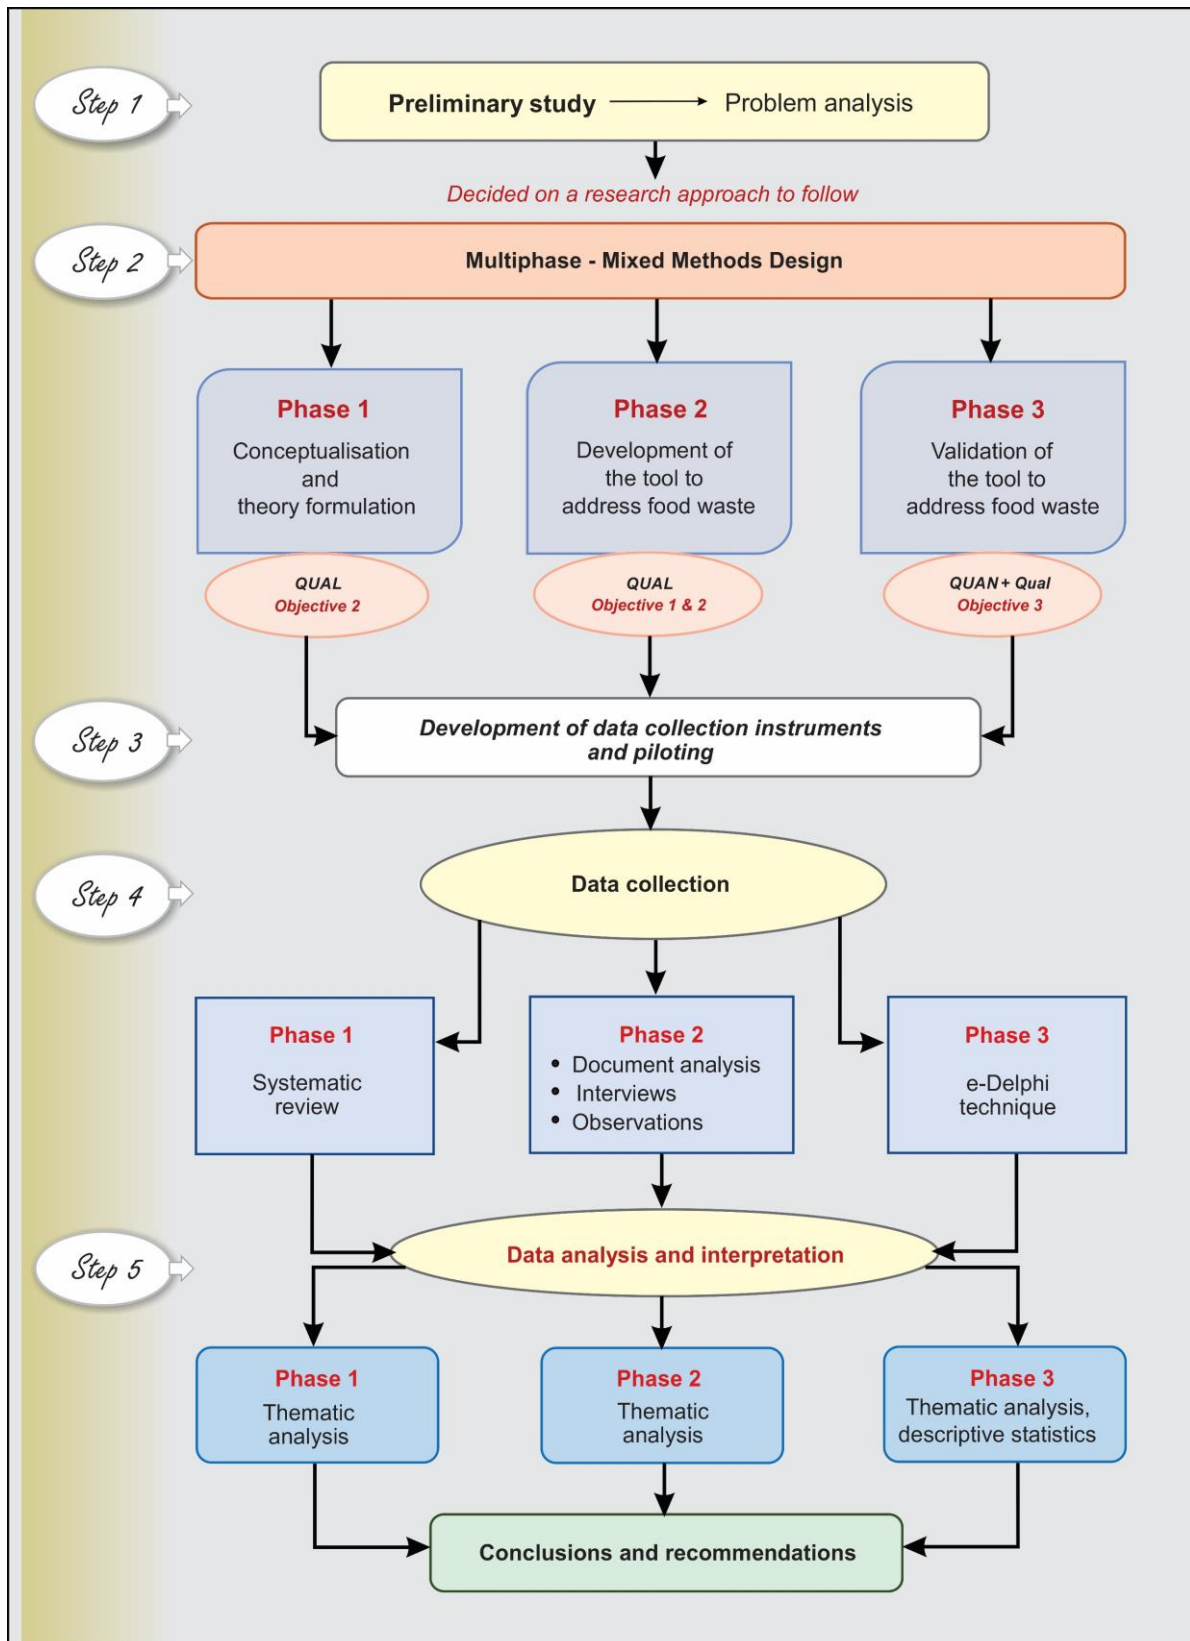 Step 1
Preliminary study
Problem analysis
Decided on a research approach to follow
Step 2
Multiphase - Mixed Methods Design
Phase 1
Conceptualisation
and
theory formulation
Phase 2
Development of
the tool to
address food waste
Phase 3
Validation of
the tool to
address food waste
QUAL
Objective 2
QUAL
Objective 1 & 2
QUAN + Qual
Objective 3
Step 3
Development of data collection instruments
and piloting
Step 4
Data collection
Phase 1
Systematic
review
Phase 2
• Document analysis
• Interviews
• Observations
Phase 3
e-Delphi
technique
Step 5
Data analysis and interpretation
Phase 1
Thematic
analysis
Phase 2
Thematic
analysis
Phase 3
Thematic analysis,
descriptive statistics
Conclusions and recommendations